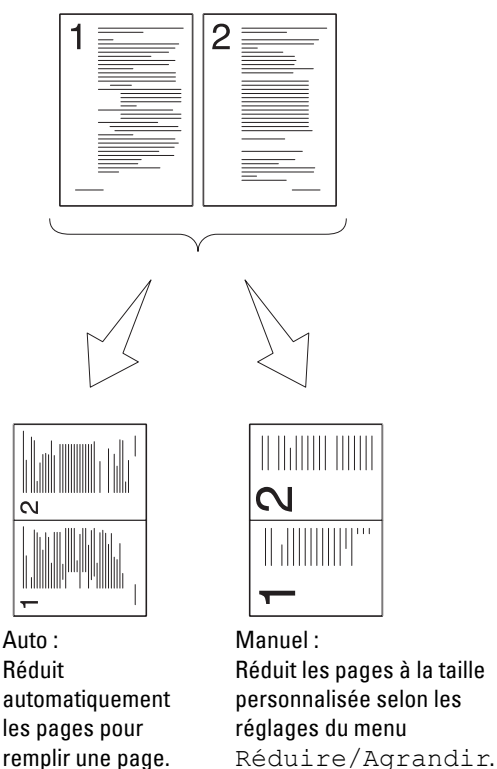 1
2
2
1
2
1
Auto :
Réduit
automatiquement
les pages pour
remplir une page.
Manuel :
Réduit les pages à la taille
personnalisée selon les
réglages du menu
Réduire/Agrandir.